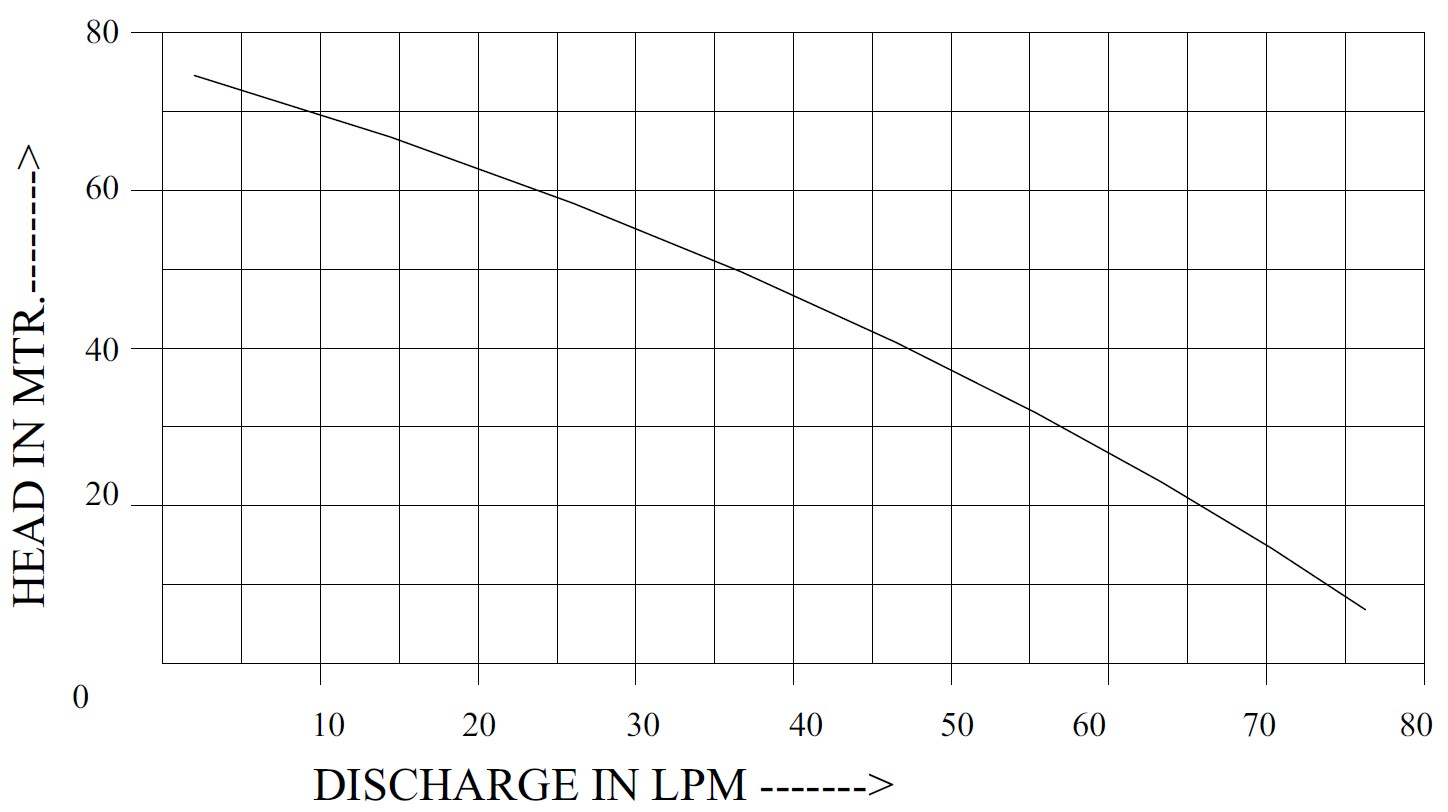 80
60
40
20
0
HEAD IN MTR.-------->
10 20 30 40 50 60 70 80
DISCHARGE IN LPM ------->